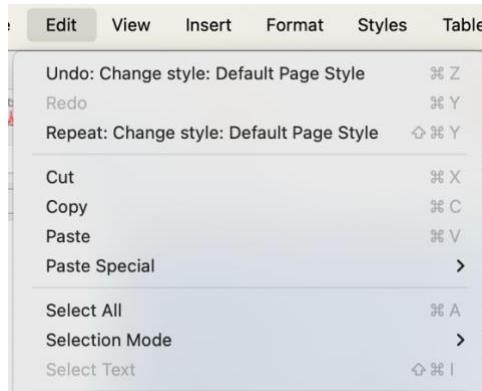 Edit View Insert Format Styles Table
Undo: Change style: Default Page Style ⌘ Z
Redo ⌘ Y
Repeat: Change style: Default Page Style ⇧ ⌘ Y
Cut ⌘ X
Copy ⌘ C
Paste ⌘ V
Paste Special
Select All ⌘ A
Selection Mode
Select Text ⇧ ⌘ I